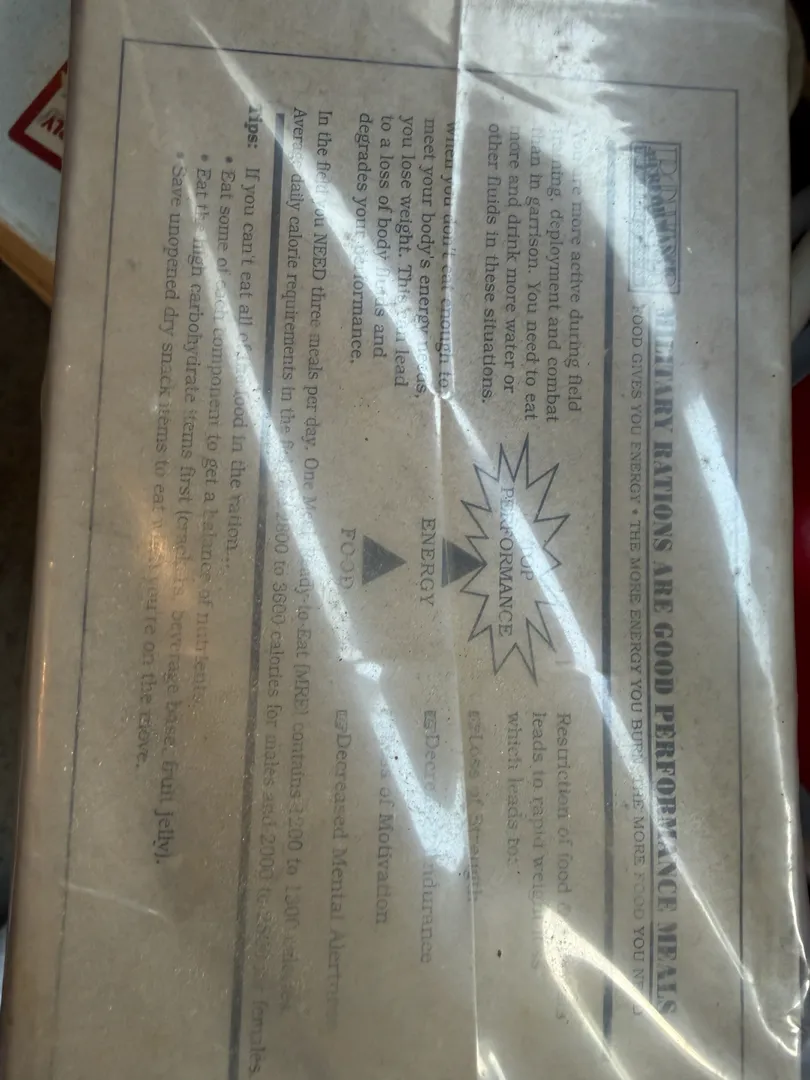 MILITARY RATIONS ARE GOOD PERFORMANCE MEALS
FOOD GIVES YOU ENERGY • THE MORE ENERGY YOU BURN, THE MORE FOOD YOU NEED
You're more active during field
training, deployment and combat
than in garrison. You need to eat
more and drink more water or
other fluids in these situations.
When you don't eat enough to
meet your body's energy needs,
you lose weight. This can lead
to a loss of body fluids and
degrades your performance.
TOP
PERFORMANCE
ENERGY
FOOD
Restriction of food
leads to rapid weight
which leads to:
☞Loss of Strength
☞Decreased Endurance
Loss of Motivation
☞Decreased Mental Alertness
In the field you NEED three meals per day. One Meal, Ready-to-Eat (MRE) contains 1200 to 1300 calories
Average daily calorie requirements in the field 2800 to 3600 calories for males and 2000 to females.
Tips: If you can't eat all of the food in the ration...
• Eat some of each component to get a balance of nutrients.
• Eat the high carbohydrate items first (crackers, beverage base, fruit jelly).
• Save unopened dry snack items to eat when you're on the move.